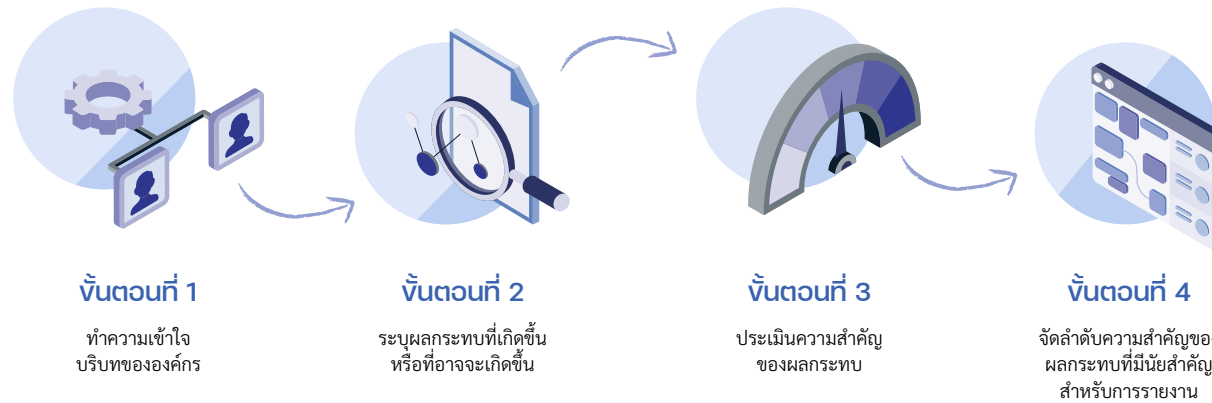 ขั้นตอนที่ 1
ทำความเข้าใจ
บริบทขององค์กร
ขั้นตอนที่ 2
ระบุผลกระทบที่เกิดขึ้น
หรือที่อาจจะเกิดขึ้น
ขั้นตอนที่ 3
ประเมินความสำคัญ
ของผลกระทบ
ขั้นตอนที่ 4
จัดลำดับความสำคัญ
ผลกระทบที่มีนัยสำคัญ
สำหรับการรายงาน